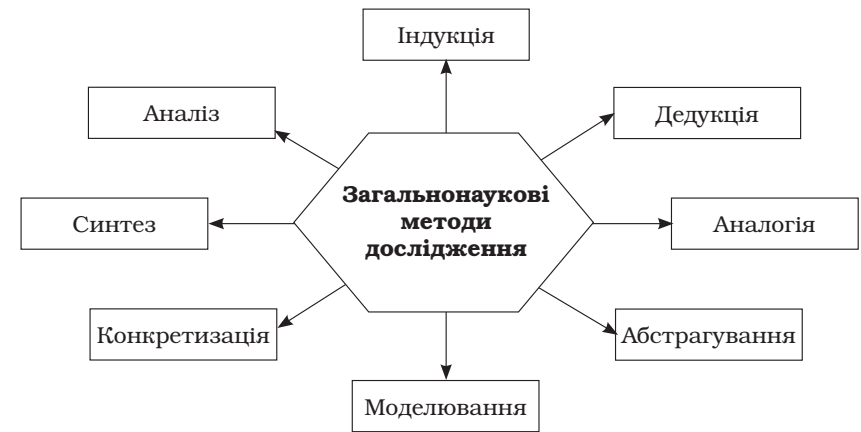 Індукція
Аналіз
Дедукція
Загальнонаукові
методи
дослідження
Синтез
Аналогія
Конкретизація
Абстрагування
Моделювання